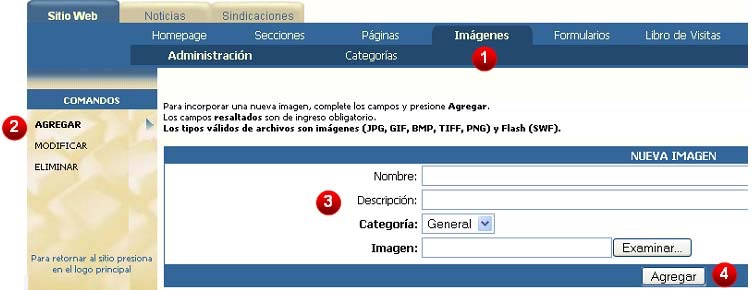 Sitio Web Noticias Sindicaciones
Homepage Secciones Páginas Imágenes Formularios Libro de Visitas
Administración Categorías
1
COMANDOS
2 AGREGAR
MODIFICAR
ELIMINAR
Para retornar al sitio presiona
en el logo principal
Para incorporar una nueva imagen, complete los campos y presione Agregar.
Los campos resaltados son de ingreso obligatorio.
Los tipos válidos de archivos son imágenes (JPG, GIF, BMP, TIFF, PNG) y Flash (SWF).
NUEVA IMAGEN
Nombre:
3 Descripción:
Categoría: General
Imagen: Examinar...
Agregar 4